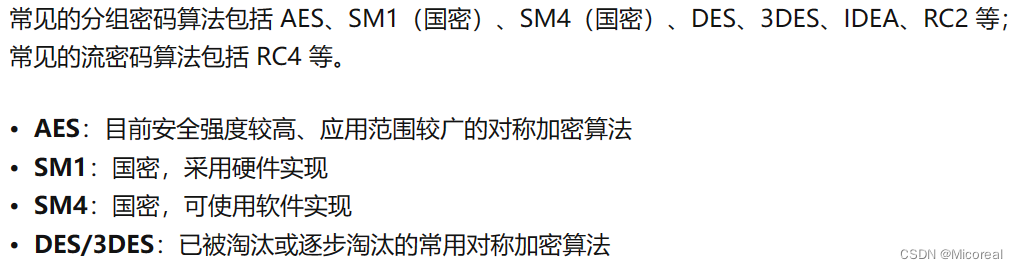 常见的分组密码算法包括 AES、SM1（国密）、SM4（国密）、DES、3DES、IDEA、RC2 等；
常见的流密码算法包括 RC4 等。
• AES：目前安全强度较高、应用范围较广的对称加密算法
• SM1：国密，采用硬件实现
• SM4：国密，可使用软件实现
• DES/3DES：已被淘汰或逐步淘汰的常用对称加密算法
CSDN @Micoreal